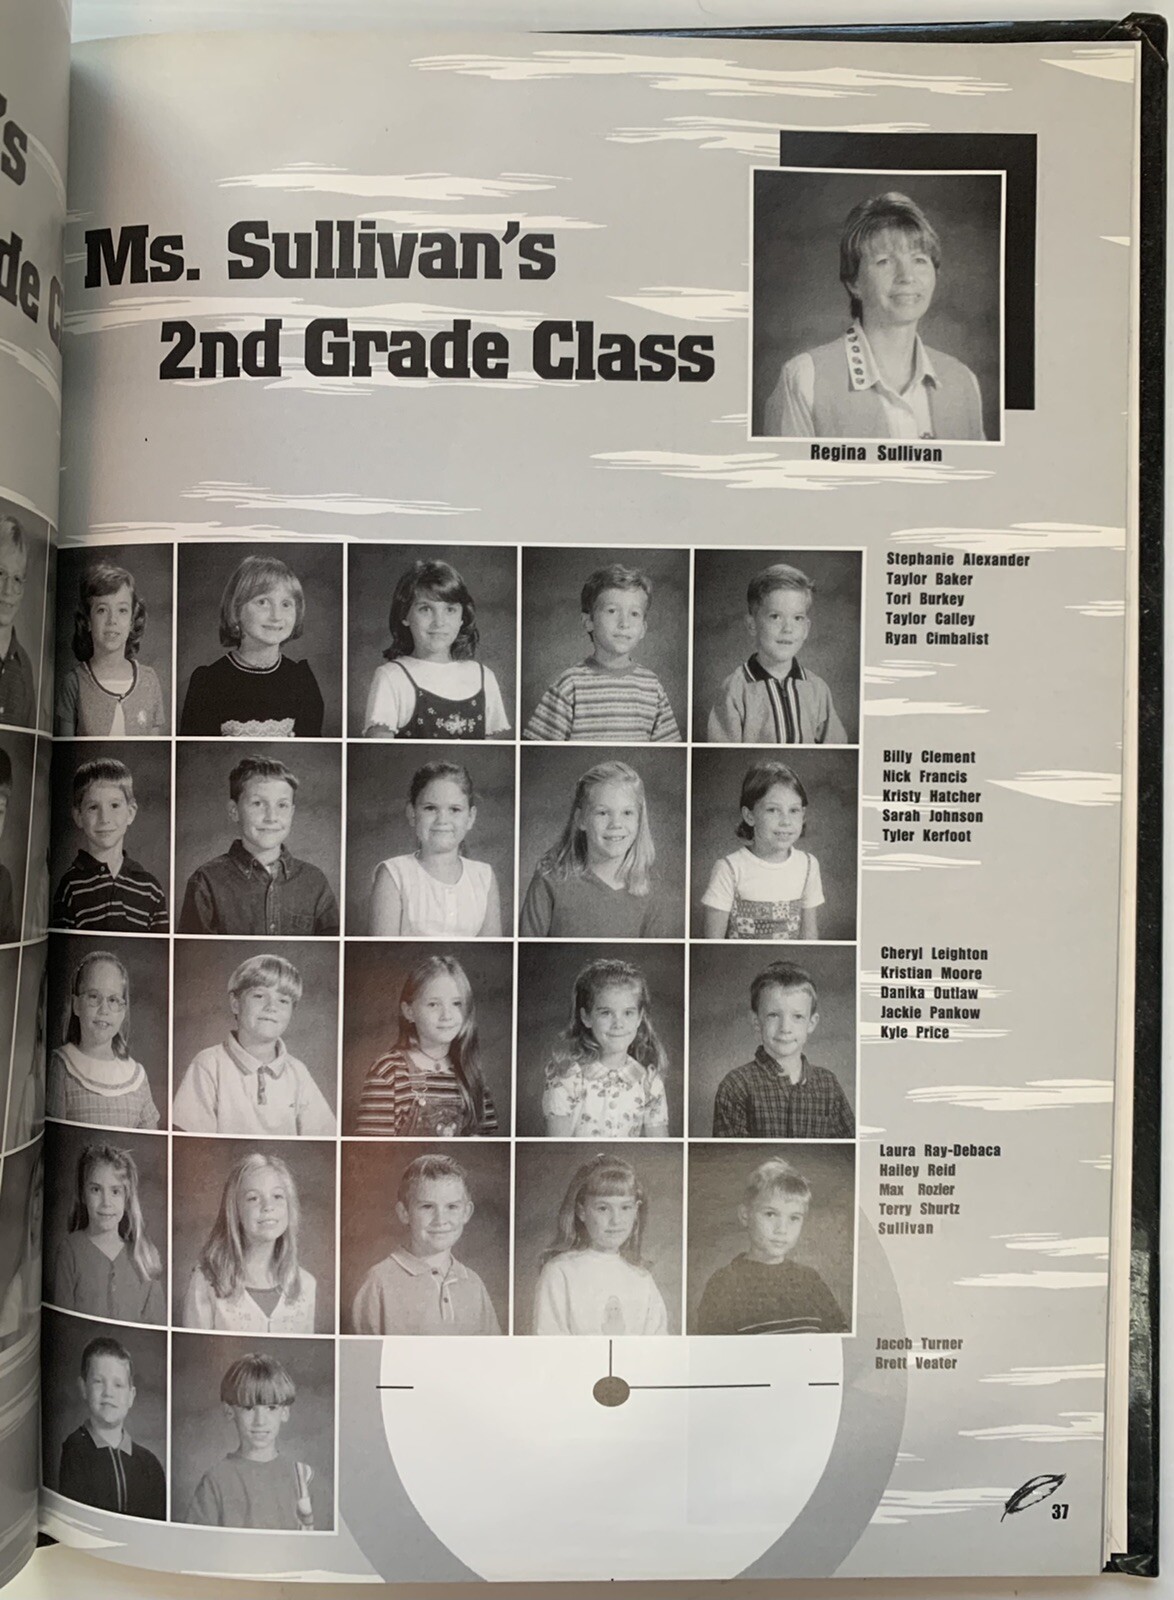 's
de C
Ms. Sullivan's
2nd Grade Class
Regina Sullivan
Stephanie Alexander
Taylor Baker
Tori Burkey
Taylor Calley
Ryan Cimbalist
Billy Clement
Nick Francis
Kristy Hatcher
Sarah Johnson
Tyler Kerfoot
Cheryl Leighton
Kristian Moore
Danika Outlaw
Jackie Pankow
Kyle Price
Laura Ray-Debaca
Hailey Reid
Max Rozier
Terry Shurtz
Sullivan
Jacob Turner
Brett Veater
37